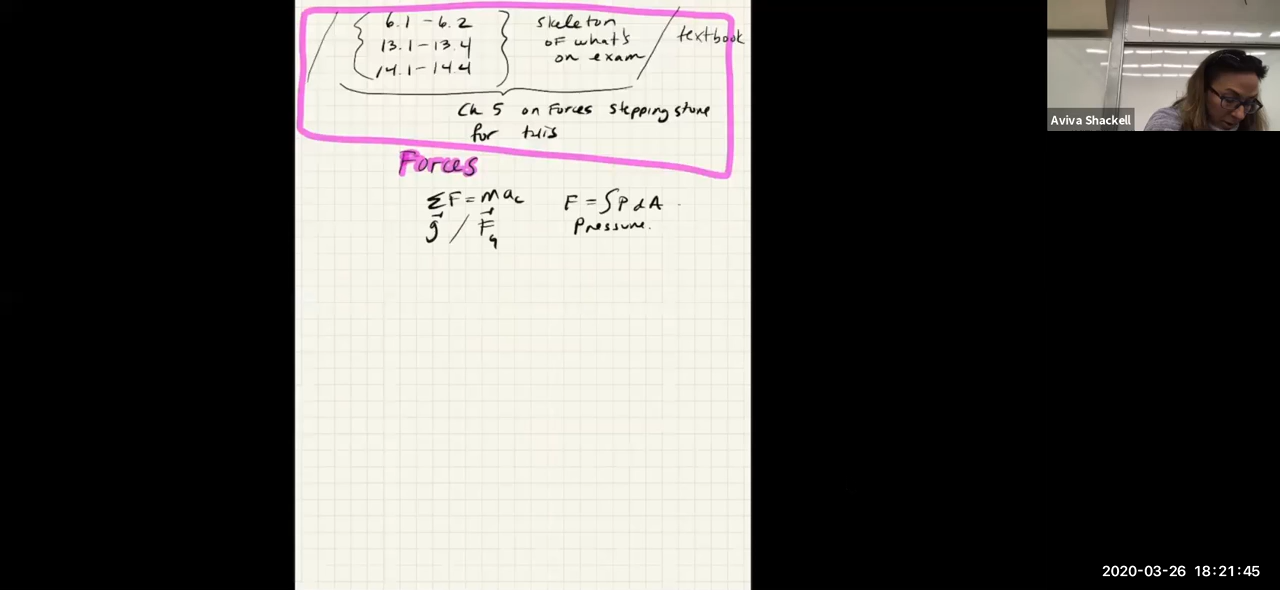 6.1 - 6.2
13.1 - 13.4
14.1 - 14.4
skeleton
of what's
on exam
textbook
Ch 5 on Forces stepping stone
for this
Forces
ΣF = ma_c F = ∫P dA
g⃗ / F⃗_g Pressure.
Aviva Shackell
2020-03-26 18:21:45